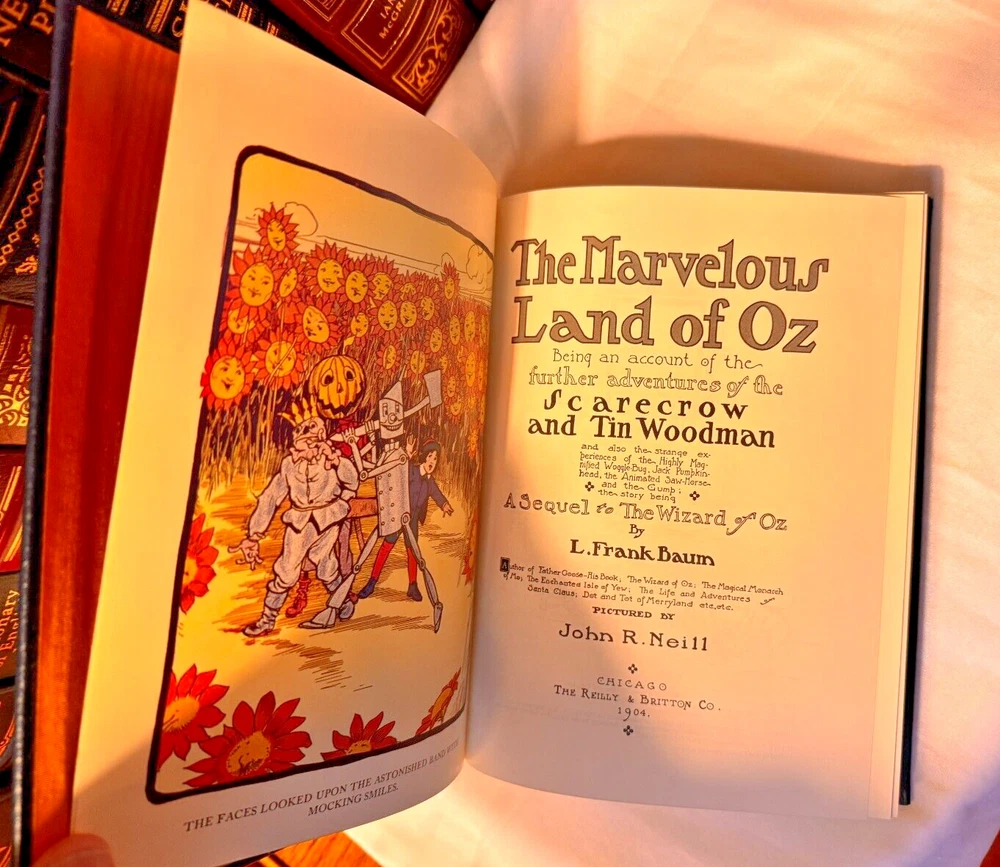 THE FACES LOOKED UPON THE ASTONISHED BAND WITH
MOCKING SMILES.
The Marvelous
Land of Oz
Being an account of the
further adventures of the
Scarecrow
and Tin Woodman
and also the strange ex-
periences of the Highly Mag-
nified Woggle-Bug, Jack Pumpkin-
head, the Animated Saw-Horse
and the Gump;
the story being
A Sequel to The Wizard of Oz
By
L. Frank Baum
Author of Father Goose-His Book; The Wizard of Oz; The Magical Monarch
of Mo; The Enchanted Isle of Yew; The Life and Adventures
Santa Claus; Dot and Tot of Merryland etc, etc.
PICTURED BY
John R. Neill
CHICAGO
THE REILLY & BRITTON CO.
1904.